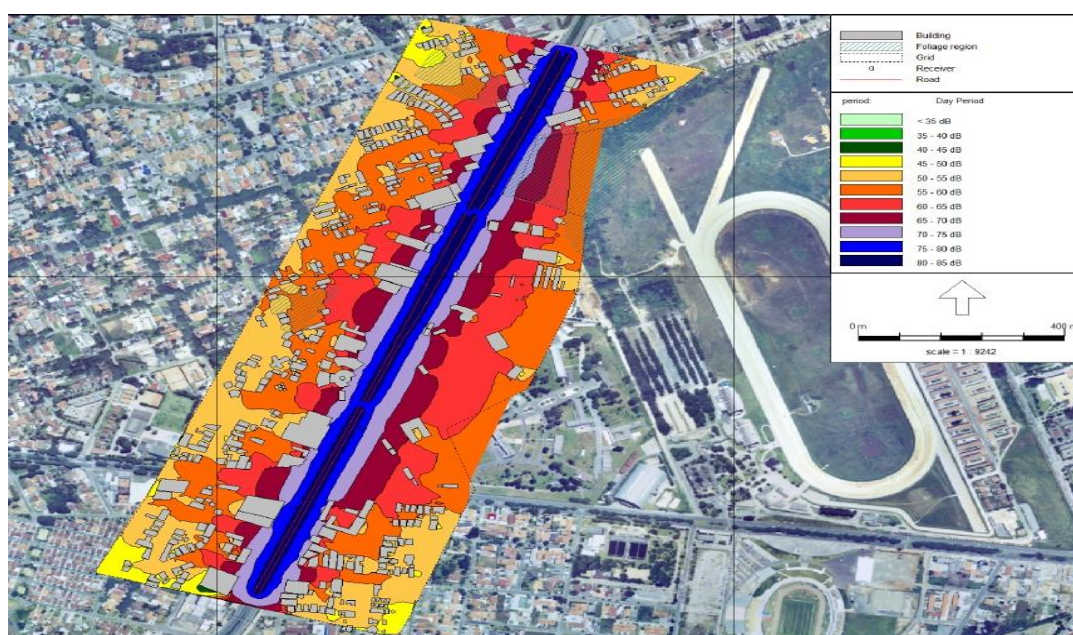 Building
Foliage region
Grid
Receiver
Road
period: Day Period
< 35 dB
35 - 40 dB
40 - 45 dB
45 - 50 dB
50 - 55 dB
55 - 60 dB
60 - 65 dB
65 - 70 dB
70 - 75 dB
75 - 80 dB
80 - 85 dB
0 m 400 m
scale = 1 : 9242